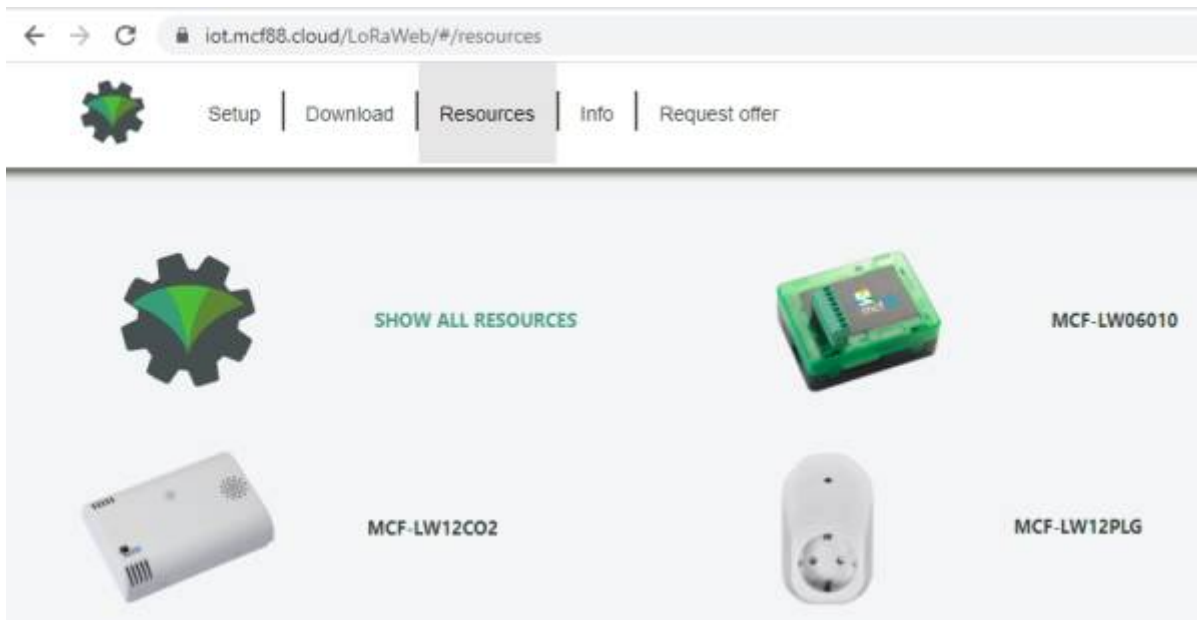 iot.mcf88.cloud/LoRaWeb/#/resources
Setup Download Resources Info Request offer
SHOW ALL RESOURCES
MCF-LW06010
MCF-LW12CO2
MCF-LW12PLG